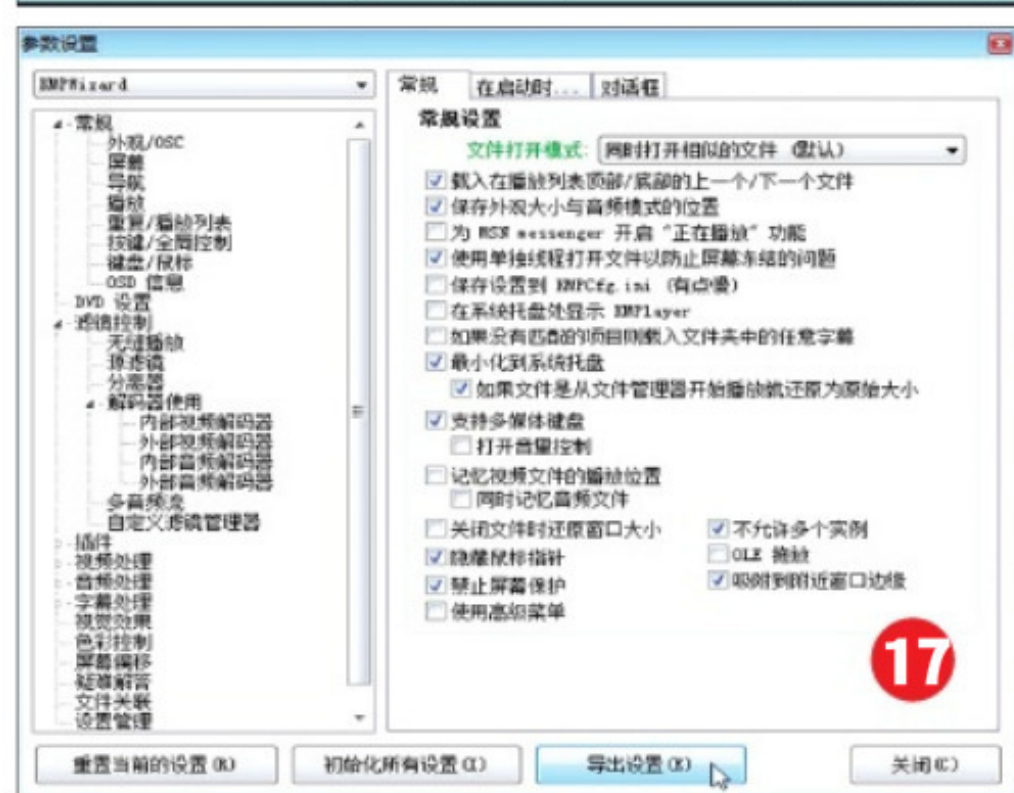 参数设置
KMPWizard
常规
外观/OSC
屏幕
导航
播放
重复/播放列表
按键/全局控制
键盘/鼠标
OSD 信息
DVD 设置
滤镜控制
无缝播放
源滤镜
分离器
解码器使用
内部视频解码器
外部视频解码器
内部音频解码器
外部音频解码器
多音频流
自定义滤镜管理器
插件
视频处理
音频处理
字幕处理
视觉效果
色彩控制
屏幕偏移
疑难解答
文件关联
设置管理
常规 在启动时... 对话框
常规设置
文件打开模式: 同时打开相似的文件 (默认)
载入在播放列表顶部/底部的上一个/下一个文件
保存外观大小与音频模式的位置
为 MSN messenger 开启 "正在播放" 功能
使用单独线程打开文件以防止屏幕冻结的问题
保存设置到 KMPCfg.ini (有点慢)
在系统托盘处显示 KMPlayer
如果没有匹配的项目则载入文件夹中的任意字幕
最小化到系统托盘
如果文件是从文件管理器开始播放就还原为原始大小
支持多媒体键盘
打开音量控制
记忆视频文件的播放位置
同时记忆音频文件
关闭文件时还原窗口大小 不允许多个实例
隐藏鼠标指针 OLE 拖放
禁止屏幕保护 吸附到附近窗口边缘
使用高级菜单
17
重置当前的设置(R) 初始化所有设置(I) 导出设置(X) 关闭(C)